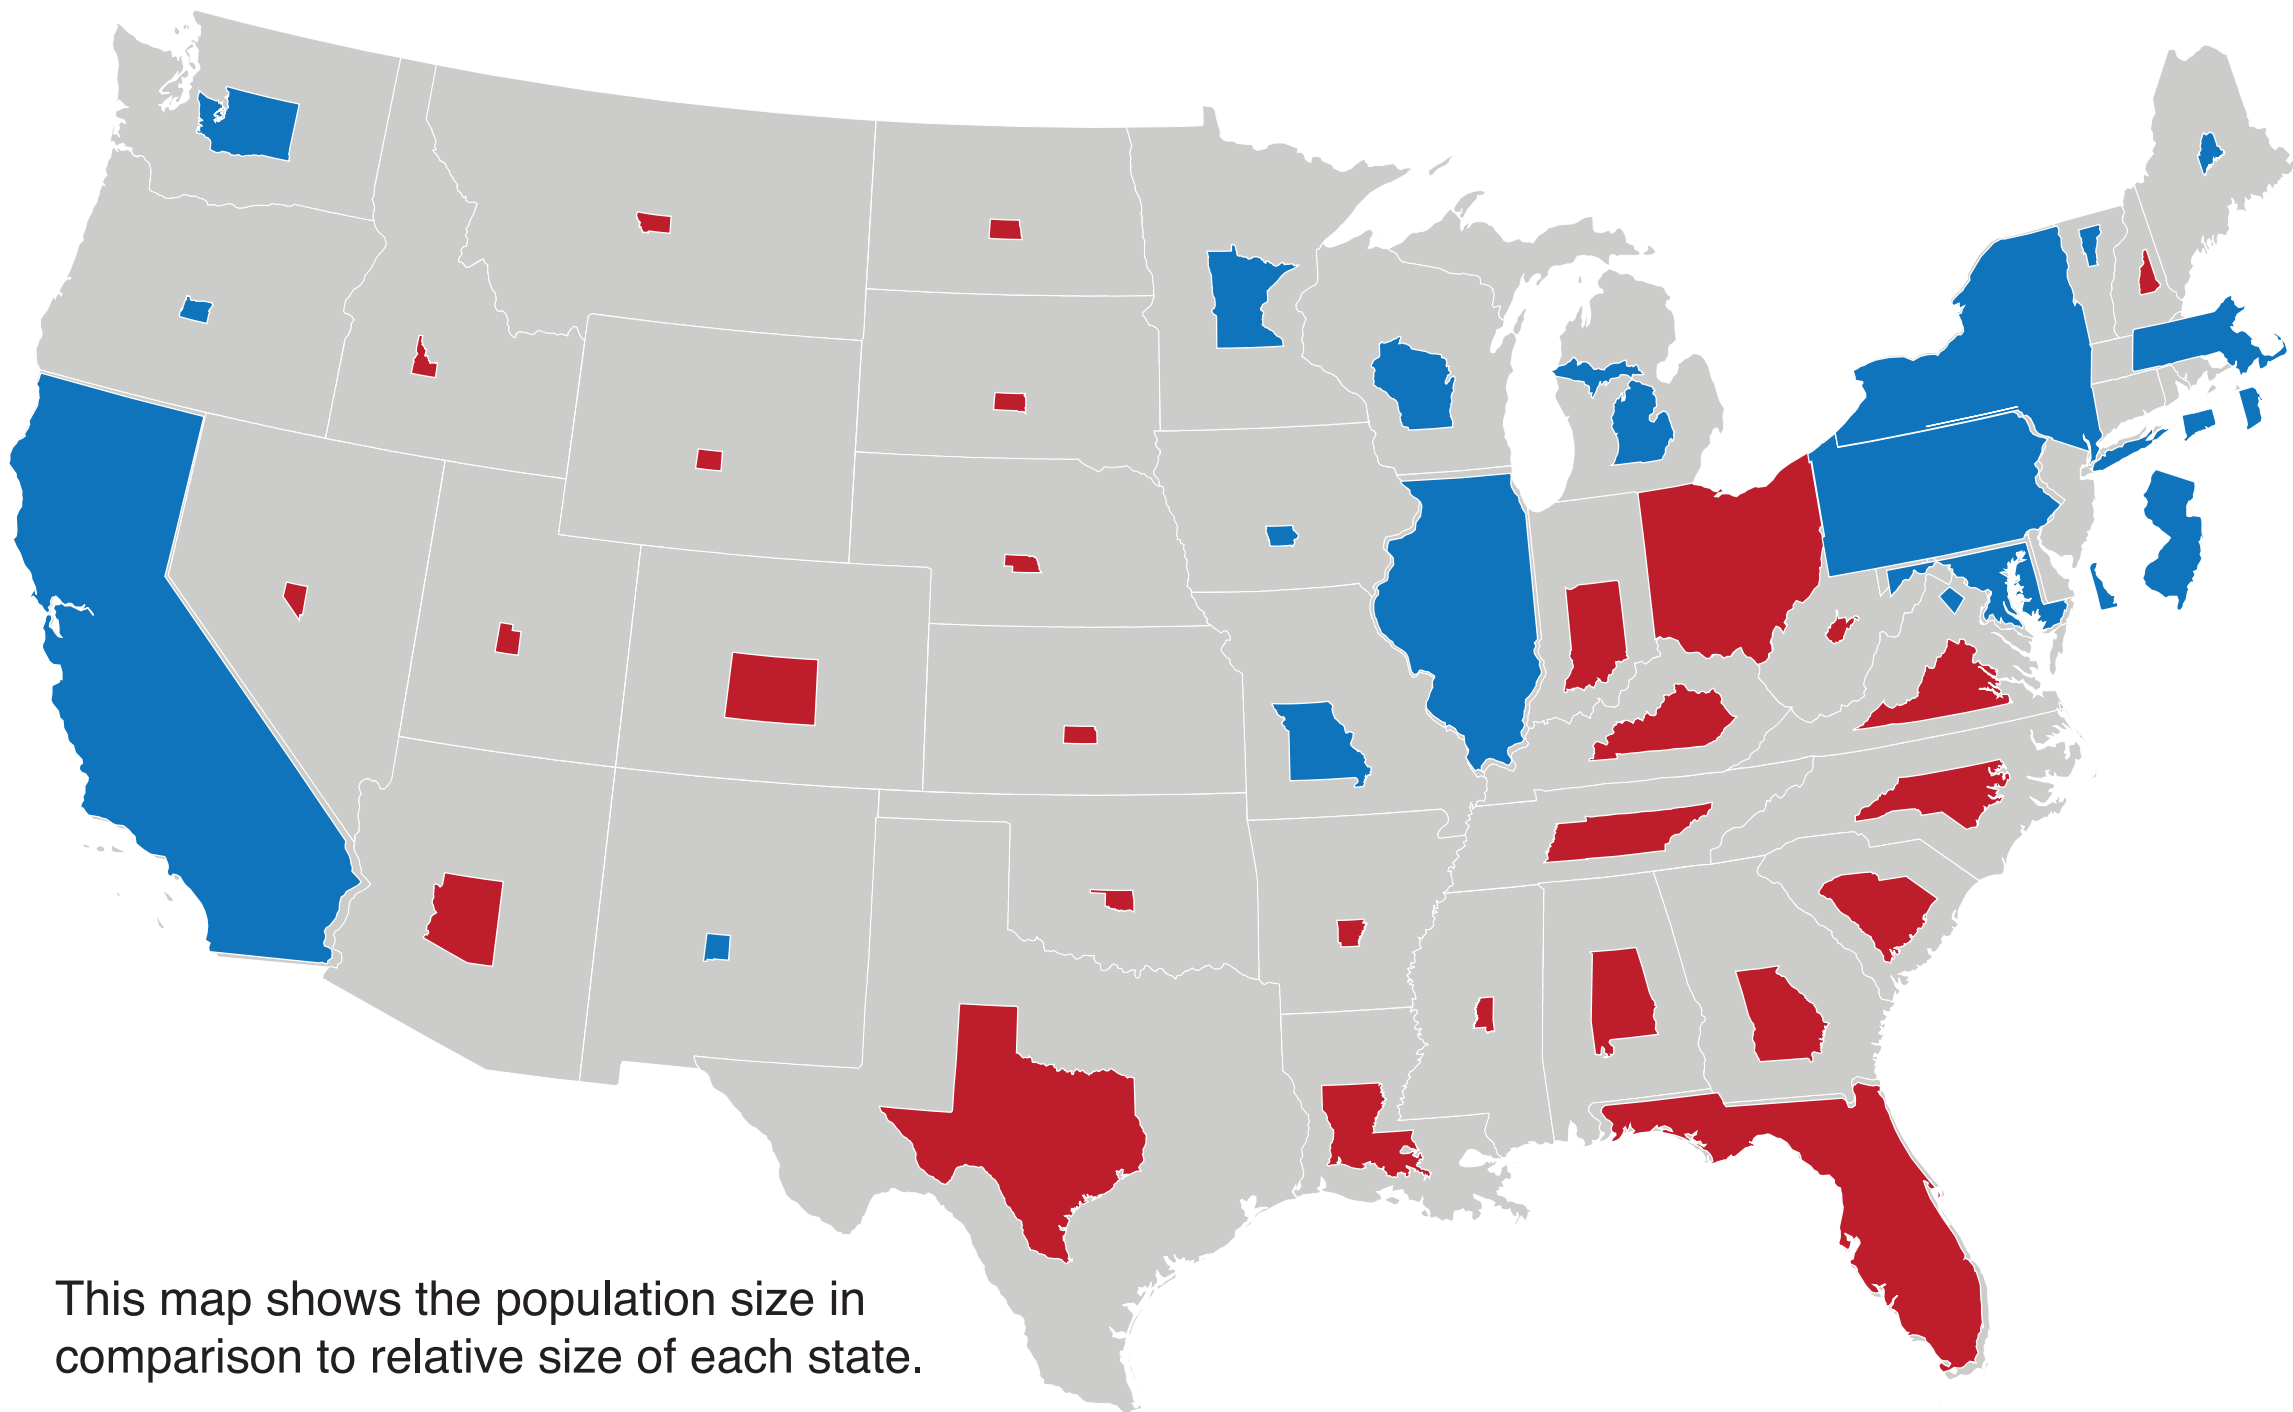 This map shows the population size in
comparison to relative size of each state.